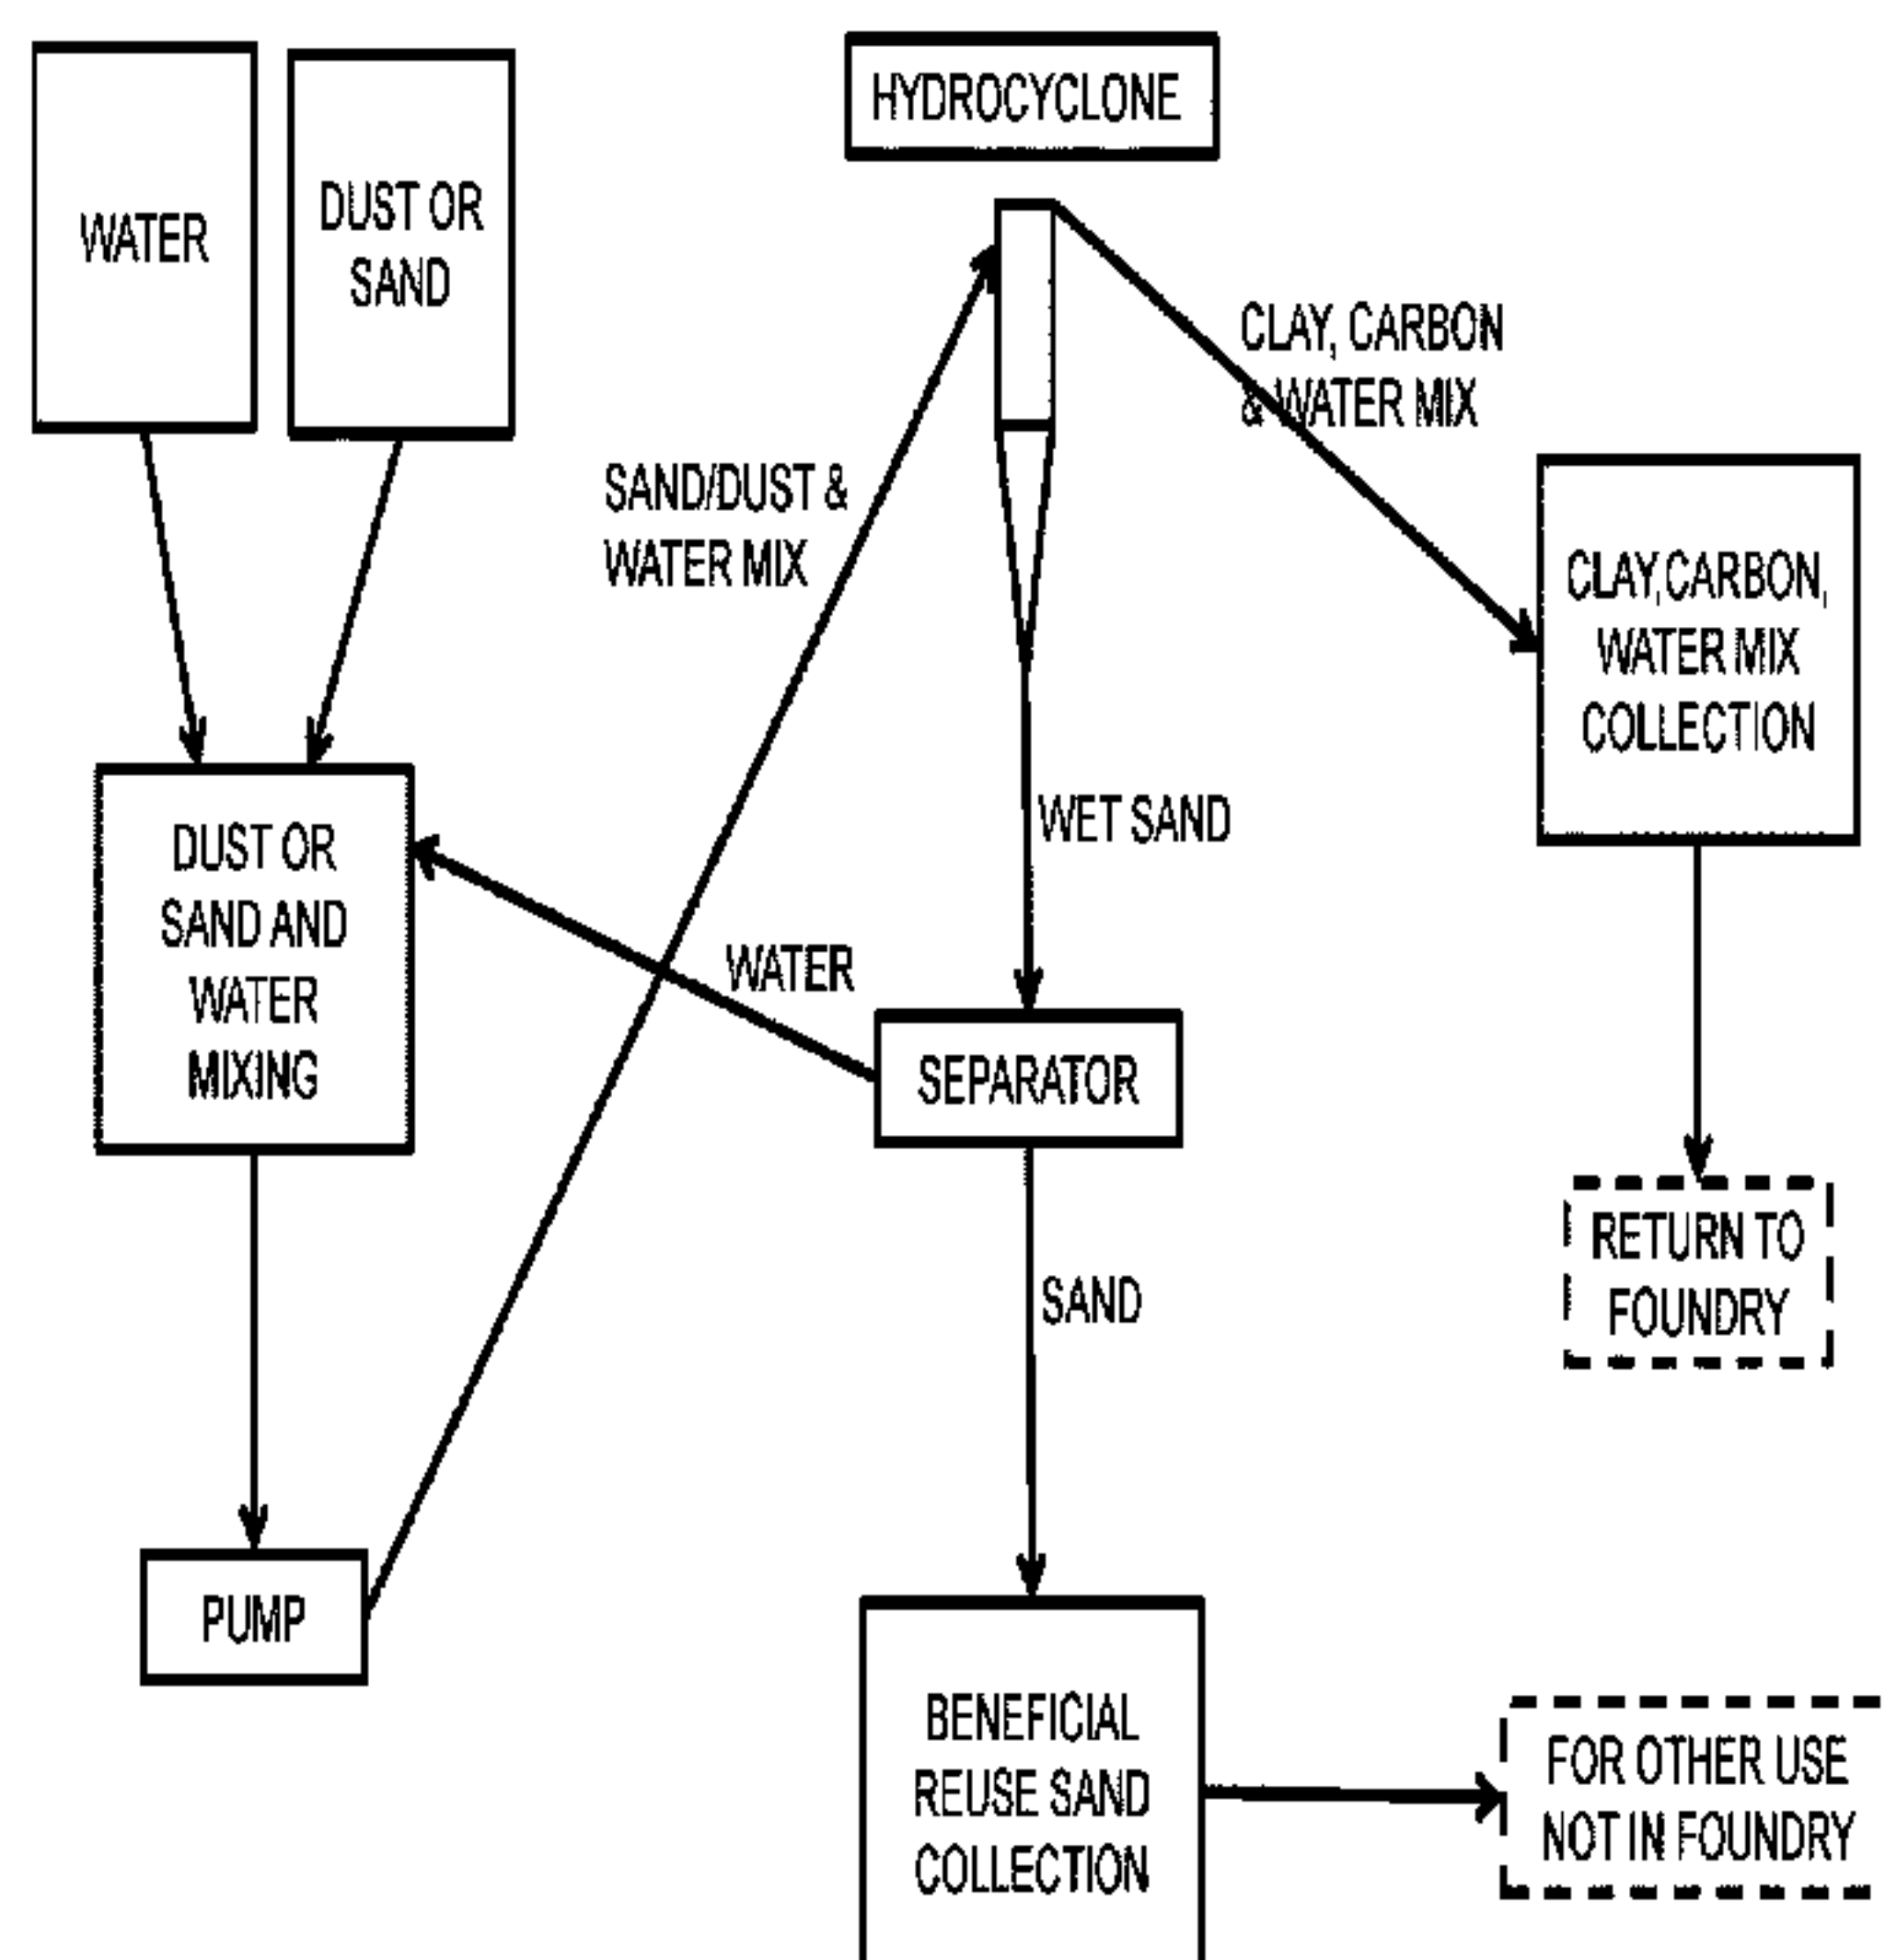 WATER
DUST OR
SAND
HYDROCYCLONE
CLAY, CARBON
& WATER MIX
SAND/DUST &
WATER MIX
CLAY,CARBON,
WATER MIX
COLLECTION
DUST OR
SAND AND
WATER
MIXING
WET SAND
WATER
SEPARATOR
RETURN TO
FOUNDRY
SAND
PUMP
BENEFICIAL
REUSE SAND
COLLECTION
FOR OTHER USE
NOT IN FOUNDRY